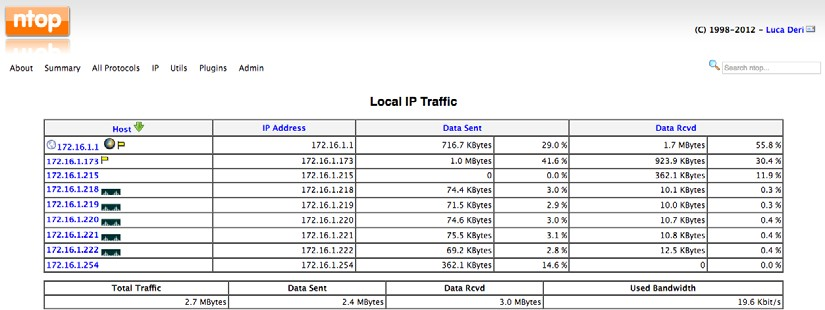 ntop
(C) 1998-2012 - Luca Deri
About Summary All Protocols IP Utils Plugins Admin
Search ntop...
Local IP Traffic
Host IP Address Data Sent Data Rcvd
172.16.1.1 172.16.1.1 716.7 KBytes 29.0 % 1.7 MBytes 55.8 %
172.16.1.173 172.16.1.173 1.0 MBytes 41.6 % 923.9 KBytes 30.4 %
172.16.1.215 172.16.1.215 0 0.0 % 362.1 KBytes 11.9 %
172.16.1.218 172.16.1.218 74.4 KBytes 3.0 % 10.1 KBytes 0.3 %
172.16.1.219 172.16.1.219 71.5 KBytes 2.9 % 10.0 KBytes 0.3 %
172.16.1.220 172.16.1.220 74.6 KBytes 3.0 % 10.7 KBytes 0.4 %
172.16.1.221 172.16.1.221 75.5 KBytes 3.1 % 10.8 KBytes 0.4 %
172.16.1.222 172.16.1.222 69.2 KBytes 2.8 % 12.5 KBytes 0.4 %
172.16.1.254 172.16.1.254 362.1 KBytes 14.6 % 0 0.0 %
Total Traffic Data Sent Data Rcvd Used Bandwidth
2.7 MBytes 2.4 MBytes 3.0 MBytes 19.6 Kbit/s